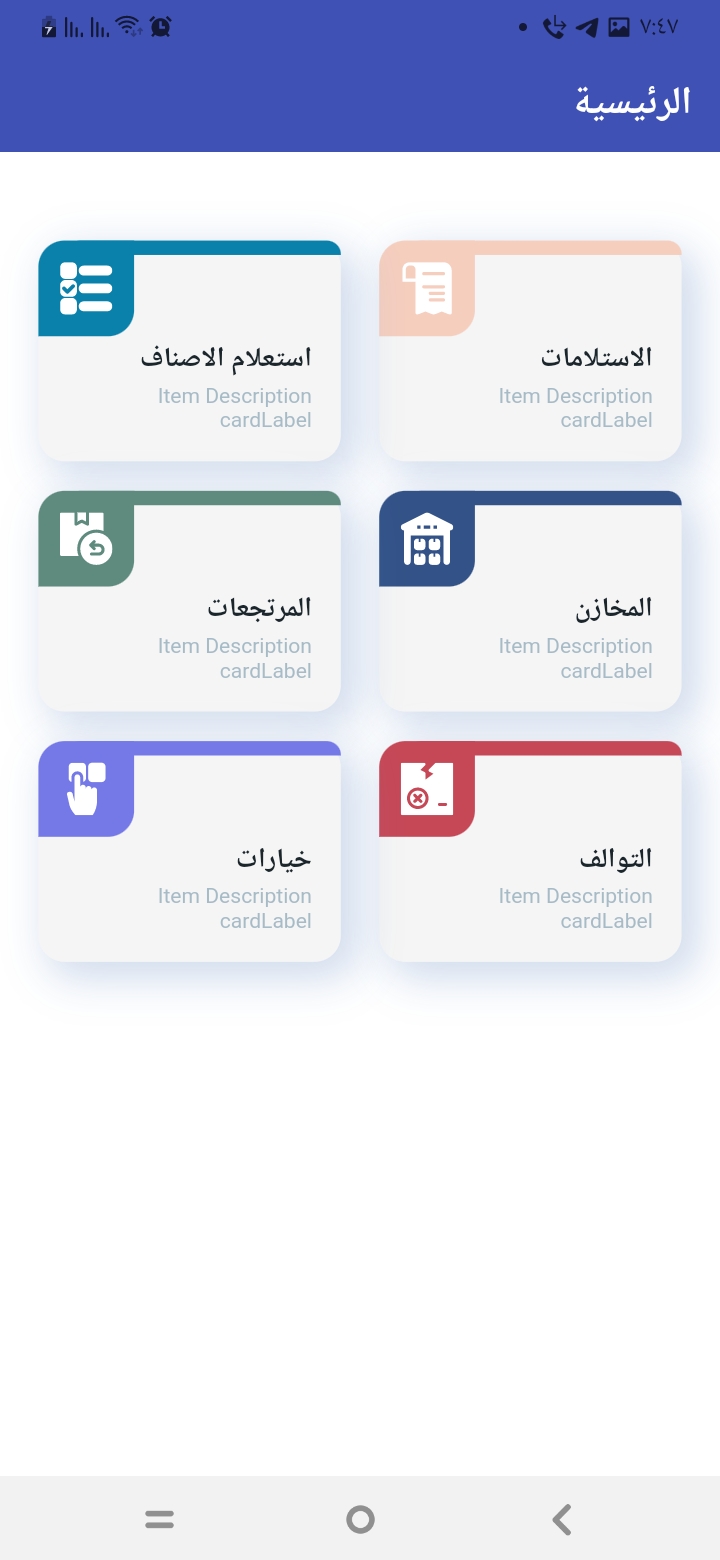 ٧:٤٧
الرئيسية
الاستلامات
Item Description
cardLabel
استعلام الاصناف
Item Description
cardLabel
المخازن
Item Description
cardLabel
المرتجعات
Item Description
cardLabel
التوالف
Item Description
cardLabel
خيارات
Item Description
cardLabel